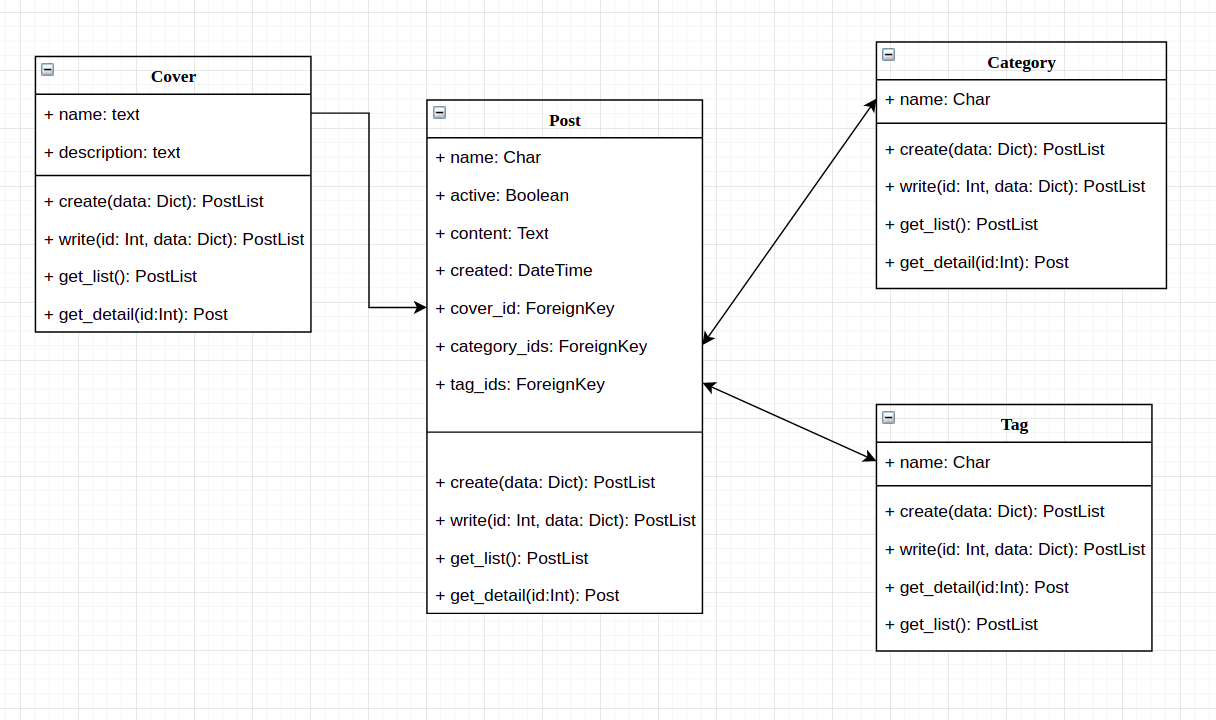 Cover
+ name: text
+ description: text
+ create(data: Dict): PostList
+ write(id: Int, data: Dict): PostList
+ get_list(): PostList
+ get_detail(id:Int): Post
Post
+ name: Char
+ active: Boolean
+ content: Text
+ created: DateTime
+ cover_id: ForeignKey
+ category_ids: ForeignKey
+ tag_ids: ForeignKey
+ create(data: Dict): PostList
+ write(id: Int, data: Dict): PostList
+ get_list(): PostList
+ get_detail(id:Int): Post
Category
+ name: Char
+ create(data: Dict): PostList
+ write(id: Int, data: Dict): PostList
+ get_list(): PostList
+ get_detail(id:Int): Post
Tag
+ name: Char
+ create(data: Dict): PostList
+ write(id: Int, data: Dict): PostList
+ get_detail(id:Int): Post
+ get_list(): PostList